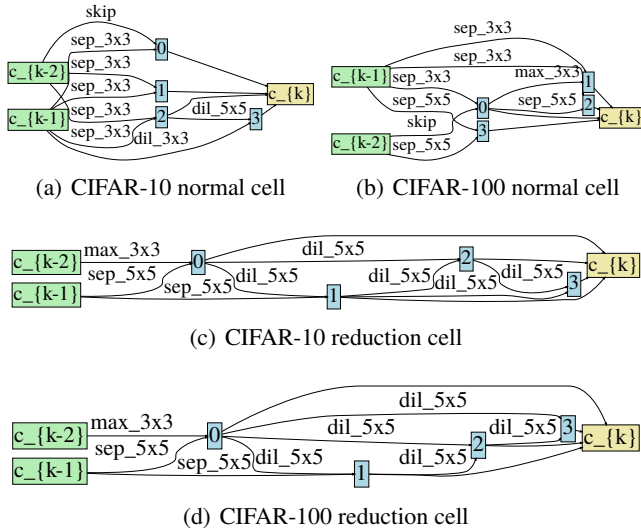 skip
sep_3x3
0
c_{k-2}
sep_3x3
sep_3x3
1
c_{k}
c_{k-1}
sep_3x3
dil_5x5
2
3
sep_3x3
dil_3x3
(a) CIFAR-10 normal cell
sep_3x3
sep_3x3
c_{k-1}
sep_3x3
max_3x3
1
sep_5x5
0
sep_5x5
2
skip
3
c_{k}
c_{k-2}
sep_5x5
(b) CIFAR-100 normal cell
dil_5x5
max_3x3
c_{k-2}
0
dil_5x5
2
c_{k}
sep_5x5
dil_5x5
dil_5x5
dil_5x5
c_{k-1}
sep_5x5
1
dil_5x5
3
(c) CIFAR-10 reduction cell
dil_5x5
max_3x3
3
c_{k-2}
0
dil_5x5
2
c_{k}
sep_5x5
c_{k-1}
sep_5x5
dil_5x5
1
dil_5x5
dil_5x5
(d) CIFAR-100 reduction cell